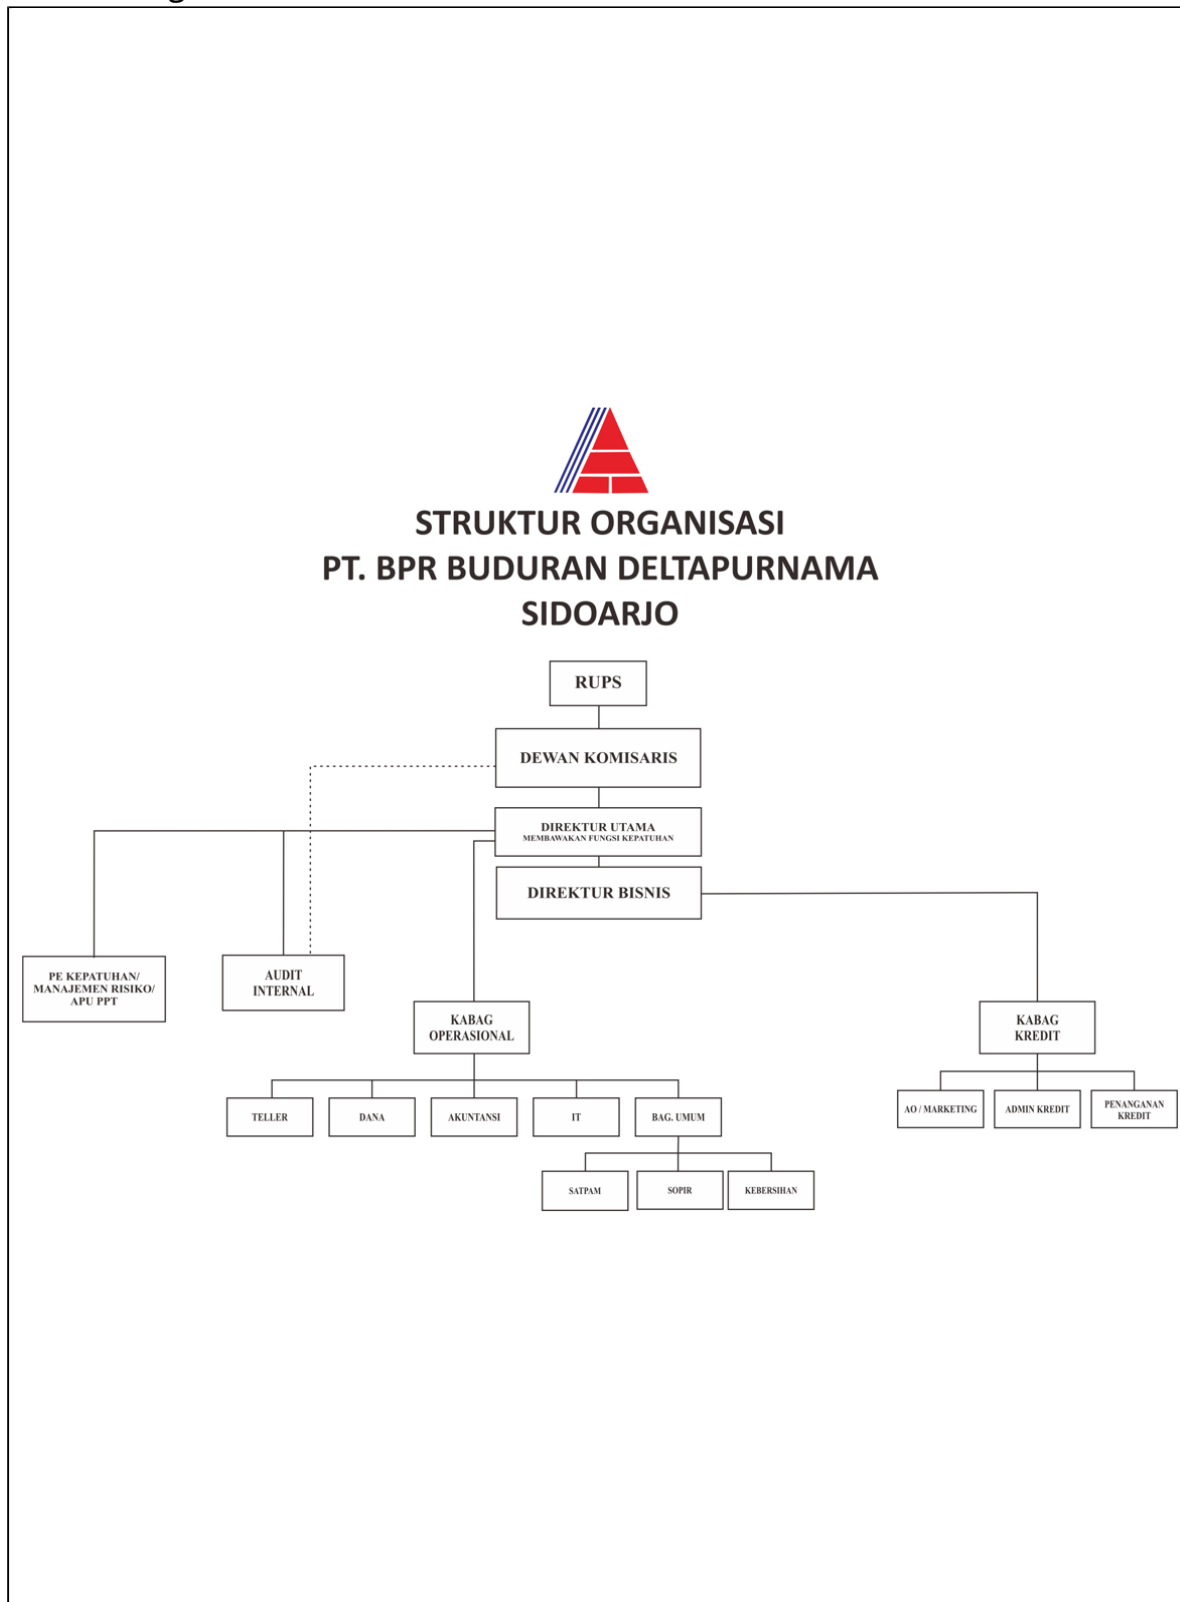 STRUKTUR ORGANISASI
PT. BPR BUDURAN DELTAPURNAMA
SIDOARJO
RUPS
DEWAN KOMISARIS
DIREKTUR UTAMA
MEMBAWAKAN FUNGSI KEPATUHAN
DIREKTUR BISNIS
PE KEPATUHAN/
MANAJEMEN RISIKO/
APU PPT
AUDIT
INTERNAL
KABAG
OPERASIONAL
KABAG
KREDIT
TELLER
DANA
AKUNTANSI
IT
BAG. UMUM
AO / MARKETING
ADMIN KREDIT
PENANGANAN
KREDIT
SATPAM
SOPIR
KEBERSIHAN